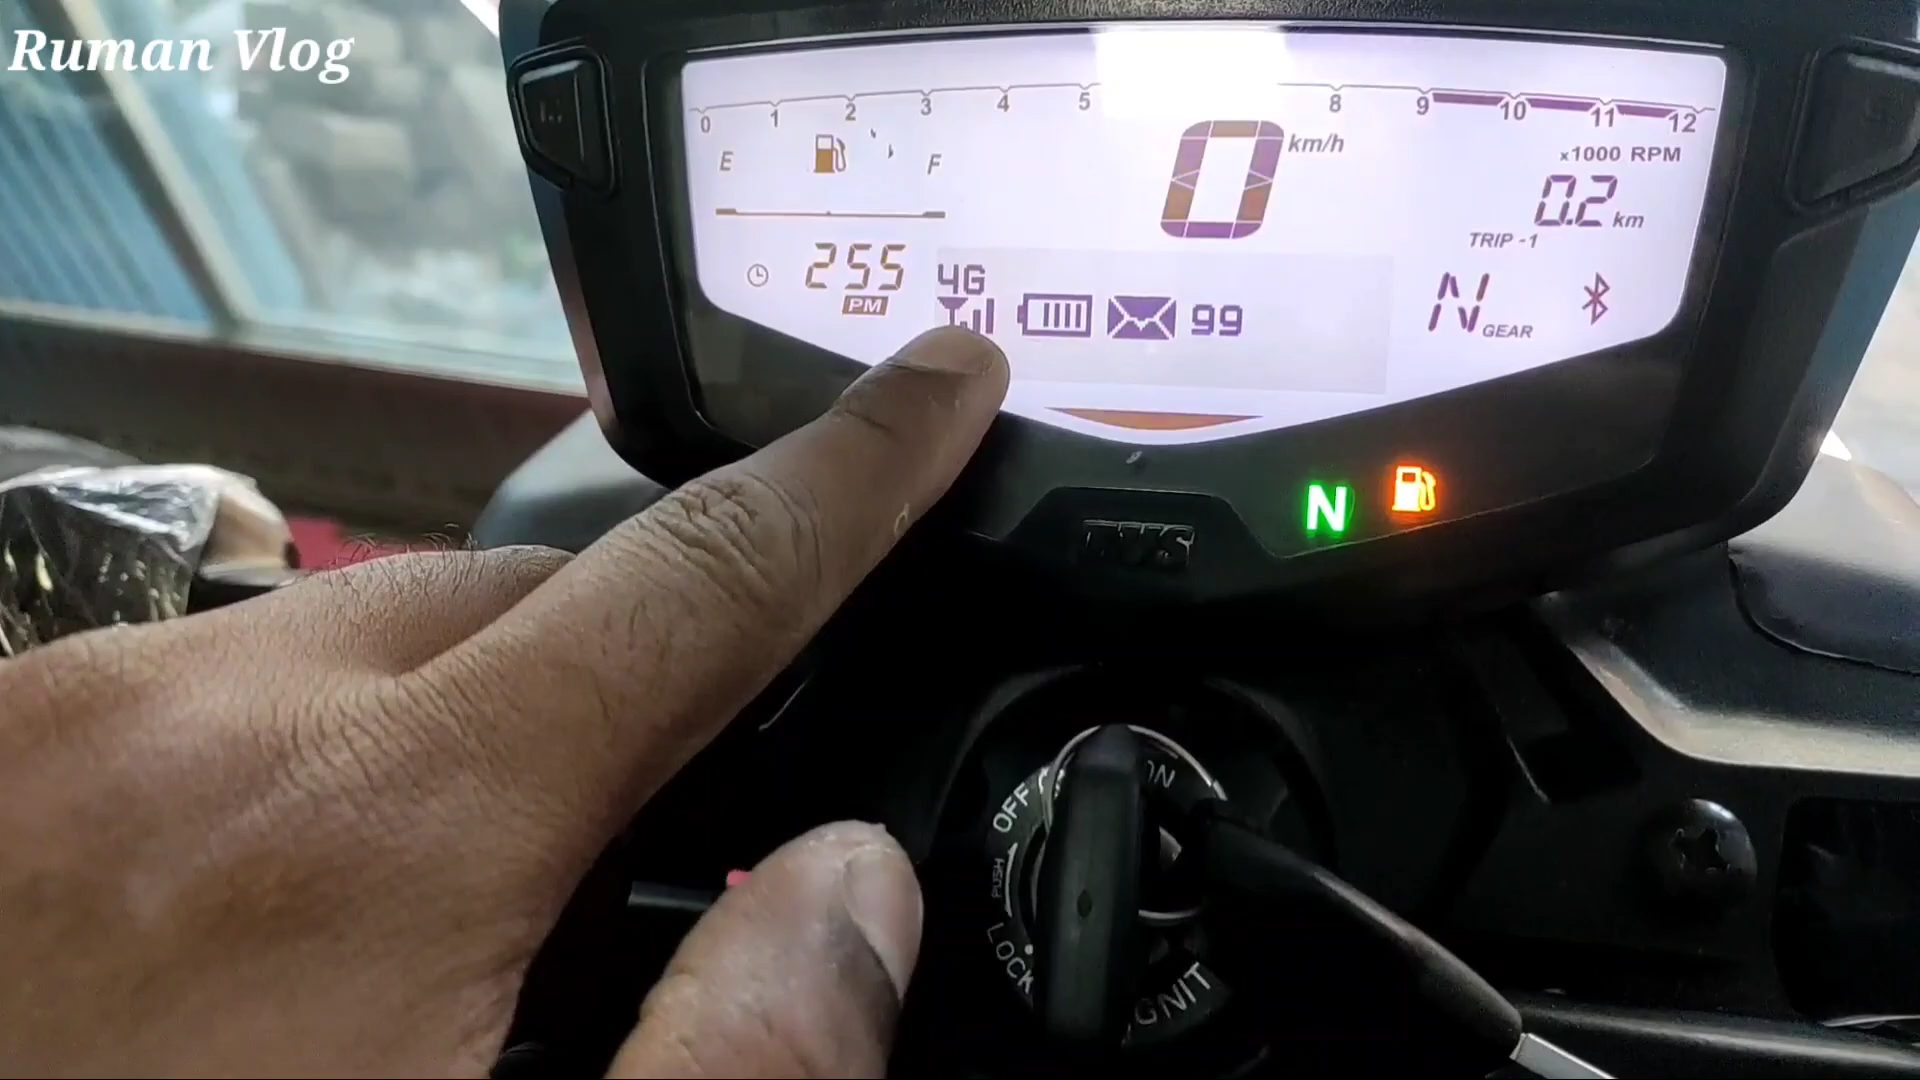 Ruman Vlog
0 1 2 3 4 5 8 9 10 11 12
x1000 RPM
E F
0 km/h
0.2 km
TRIP -1
2 55
PM
4G
99
N GEAR
N
TVS
ON
OFF
PUSH
LOCK
IGNIT